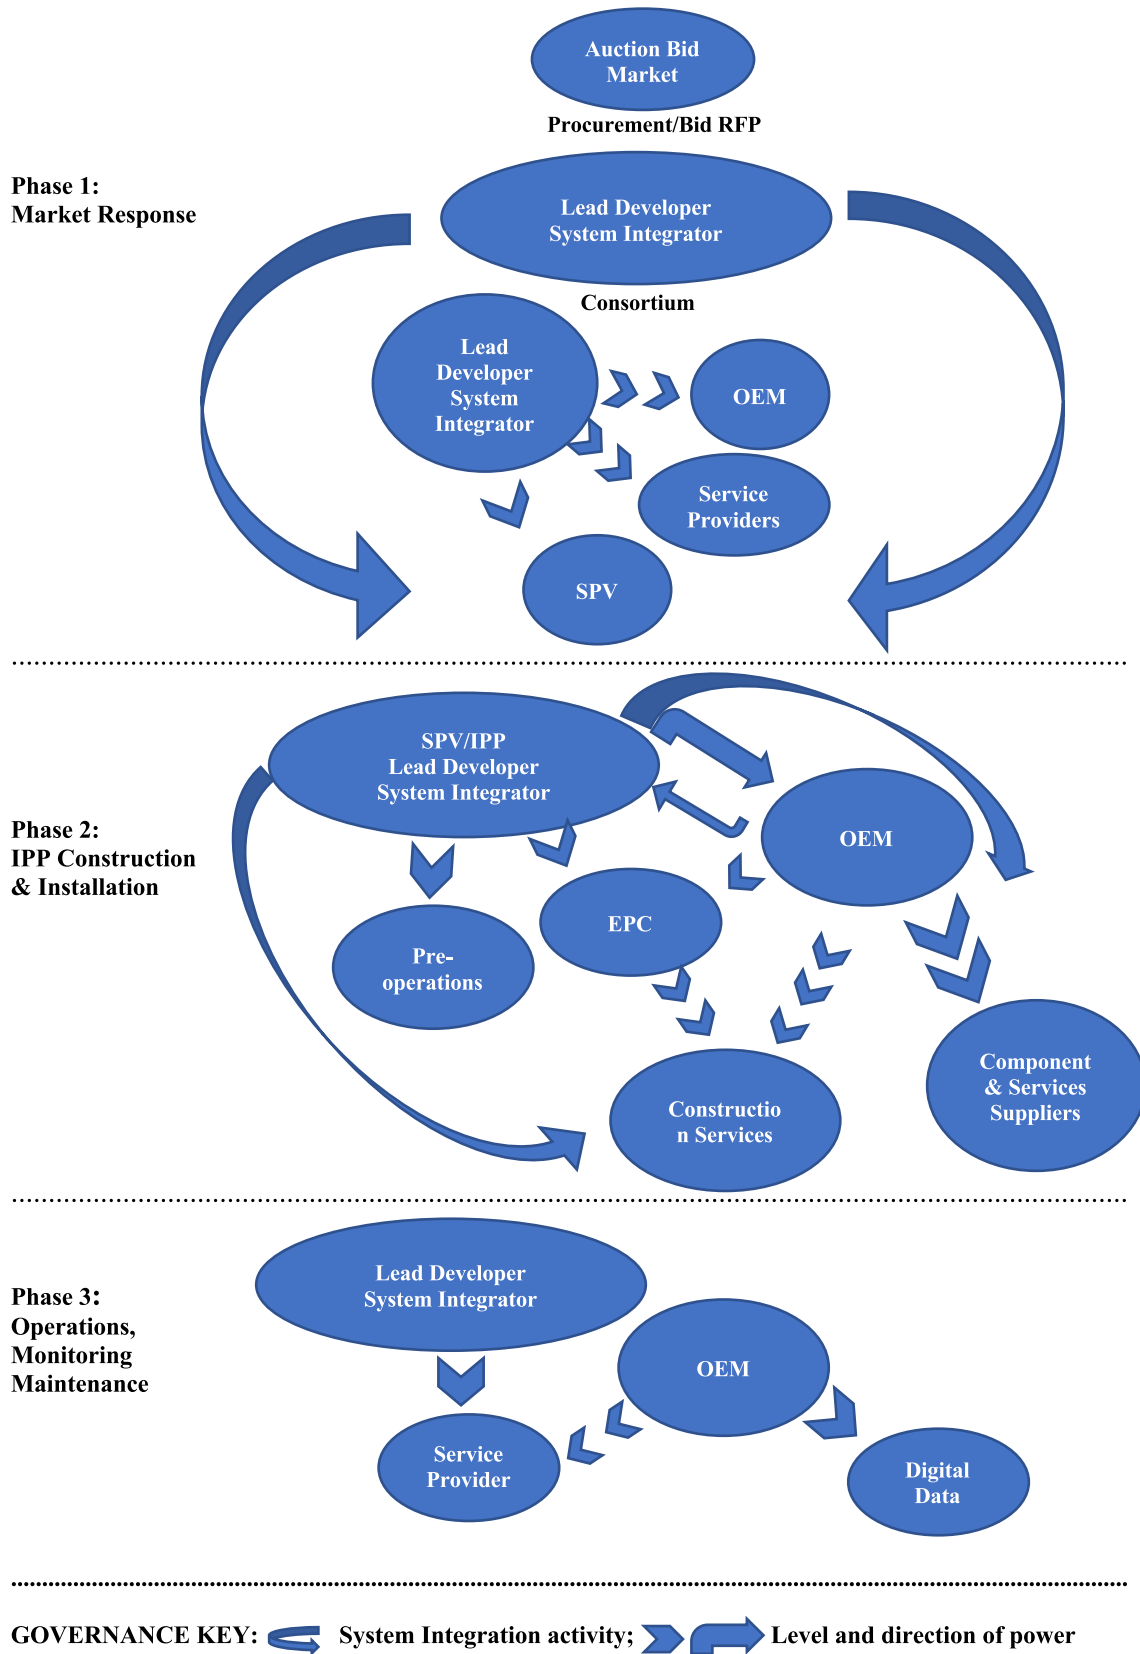 Auction Bid
Market
Procurement/Bid RFP
Phase 1:
Market Response
Lead Developer
System Integrator
Consortium
Lead
Developer
System
Integrator
OEM
Service
Providers
SPV
SPV/IPP
Lead Developer
System Integrator
Phase 2:
IPP Construction
& Installation
OEM
EPC
Pre-
operations
Component
& Services
Suppliers
Constructio
n Services
Phase 3:
Operations,
Monitoring
Maintenance
Lead Developer
System Integrator
OEM
Service
Provider
Digital
Data
GOVERNANCE KEY: System Integration activity; Level and direction of power